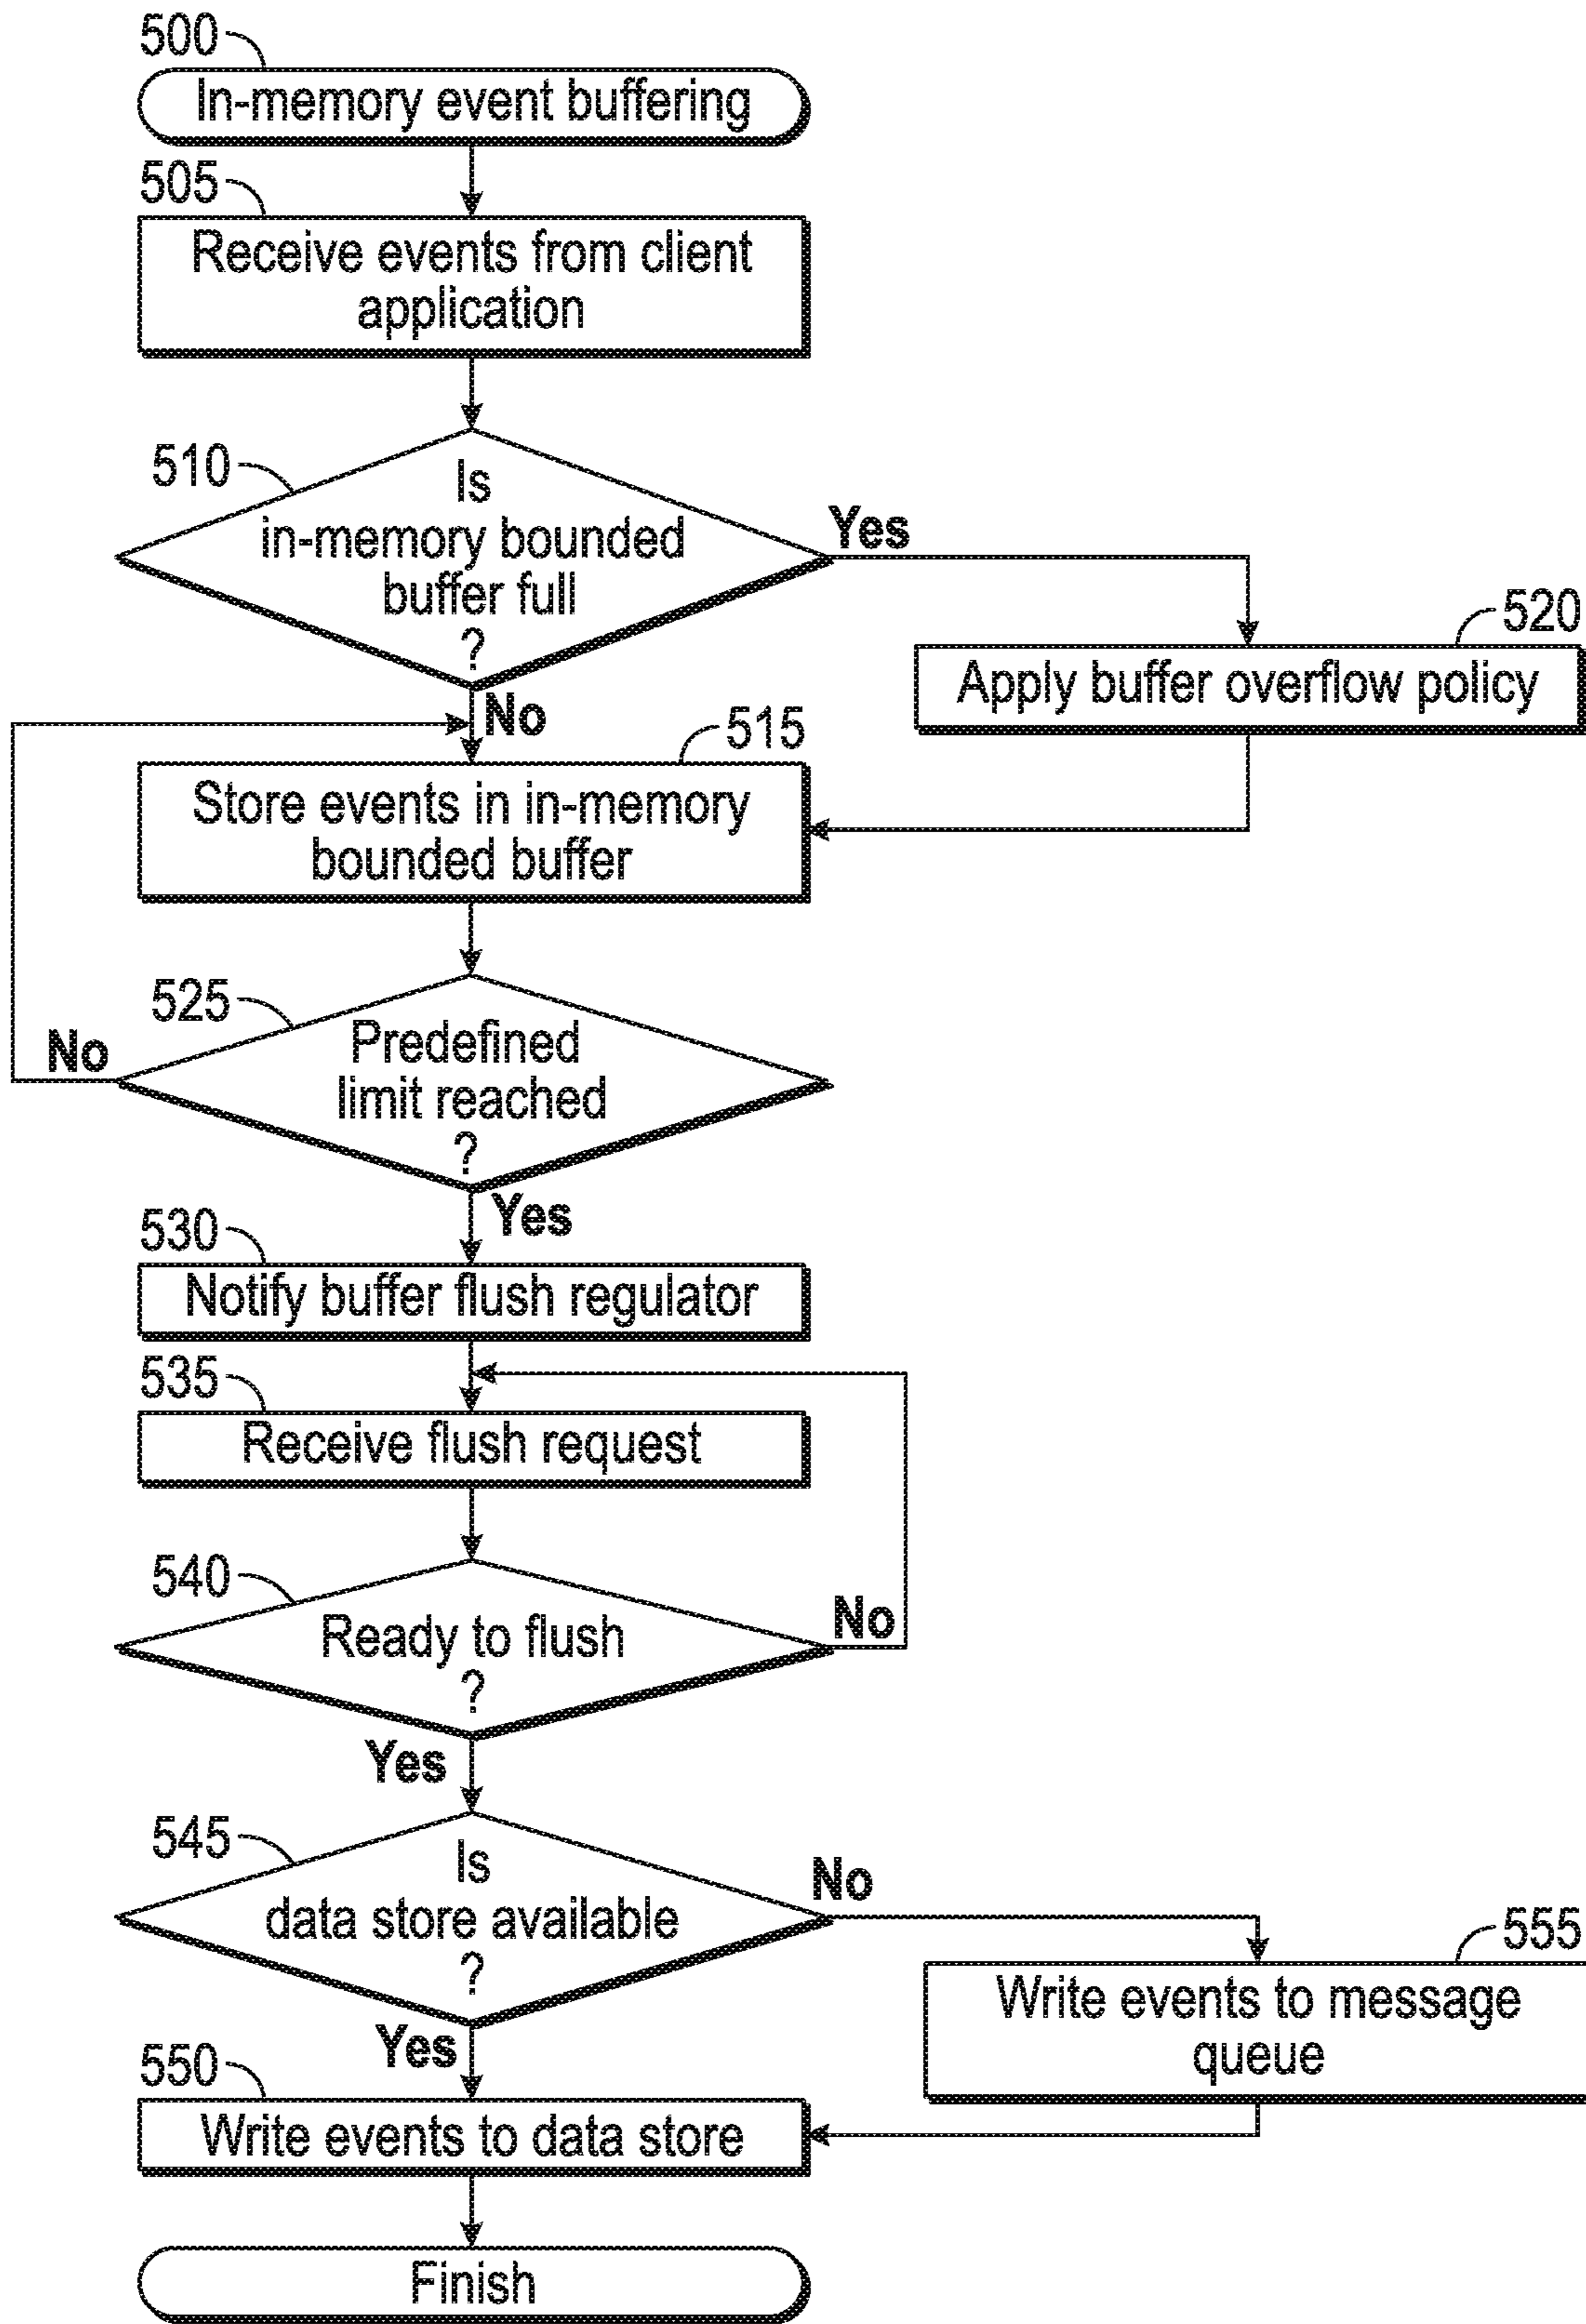 500
In-memory event buffering
505
Receive events from client
application
510
Is
in-memory bounded
buffer full
?
Yes
520
Apply buffer overflow policy
No
515
Store events in in-memory
bounded buffer
525
Predefined
limit reached
?
No
Yes
530
Notify buffer flush regulator
535
Receive flush request
540
Ready to flush
?
No
Yes
545
Is
data store available
?
No
555
Write events to message
queue
Yes
550
Write events to data store
Finish